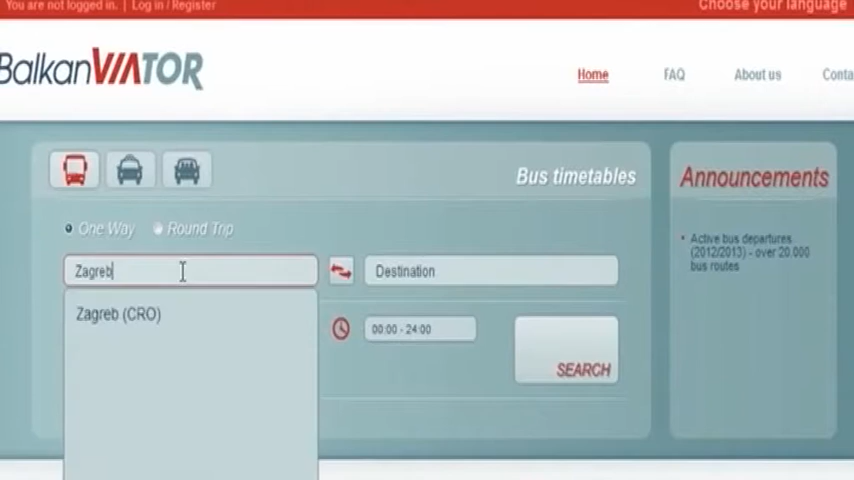 You are not logged in. | Log in / Register
Choose your language
BalkanVIATOR
Home
FAQ
About us
Conta
Bus timetables
Announcements
One Way
Round Trip
Active bus departures
(2012/2013) - over 20.000
bus routes
Zagreb
Destination
Zagreb (CRO)
00:00 - 24:00
SEARCH